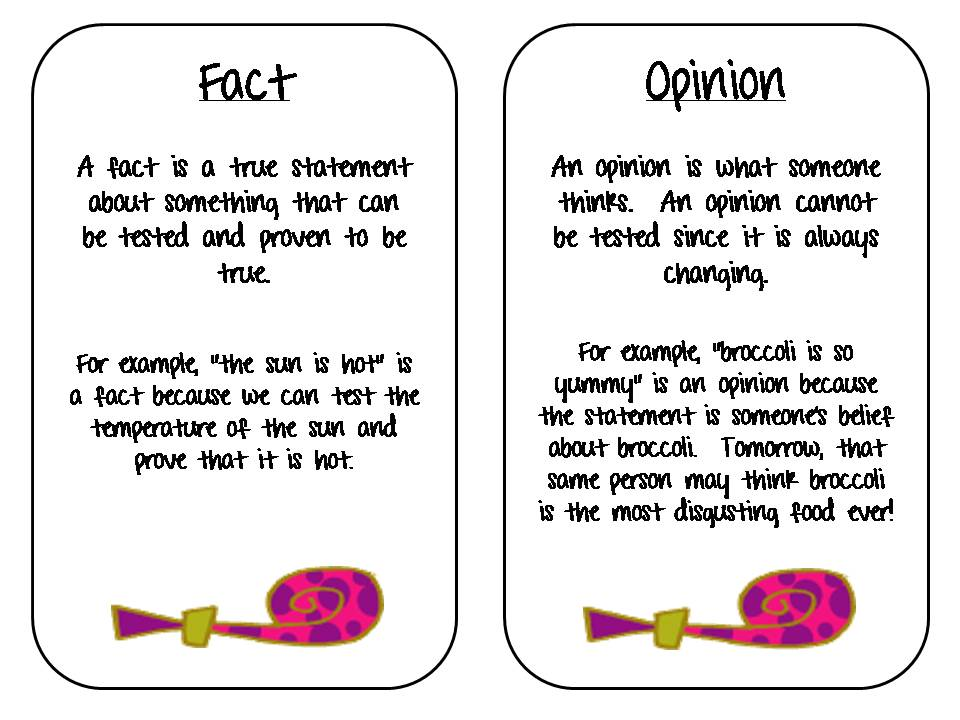 Fact
A fact is a true statement
about something that can
be tested and proven to be
true.
For example, "the sun is hot" is
a fact because we can test the
temperature of the sun and
prove that it is hot.
Opinion
An opinion is what someone
thinks. An opinion cannot
be tested since it is always
changing.
For example, "broccoli is so
yummy" is an opinion because
the statement is someone's belief
about broccoli. Tomorrow, that
same person may think broccoli
is the most disgusting food ever!